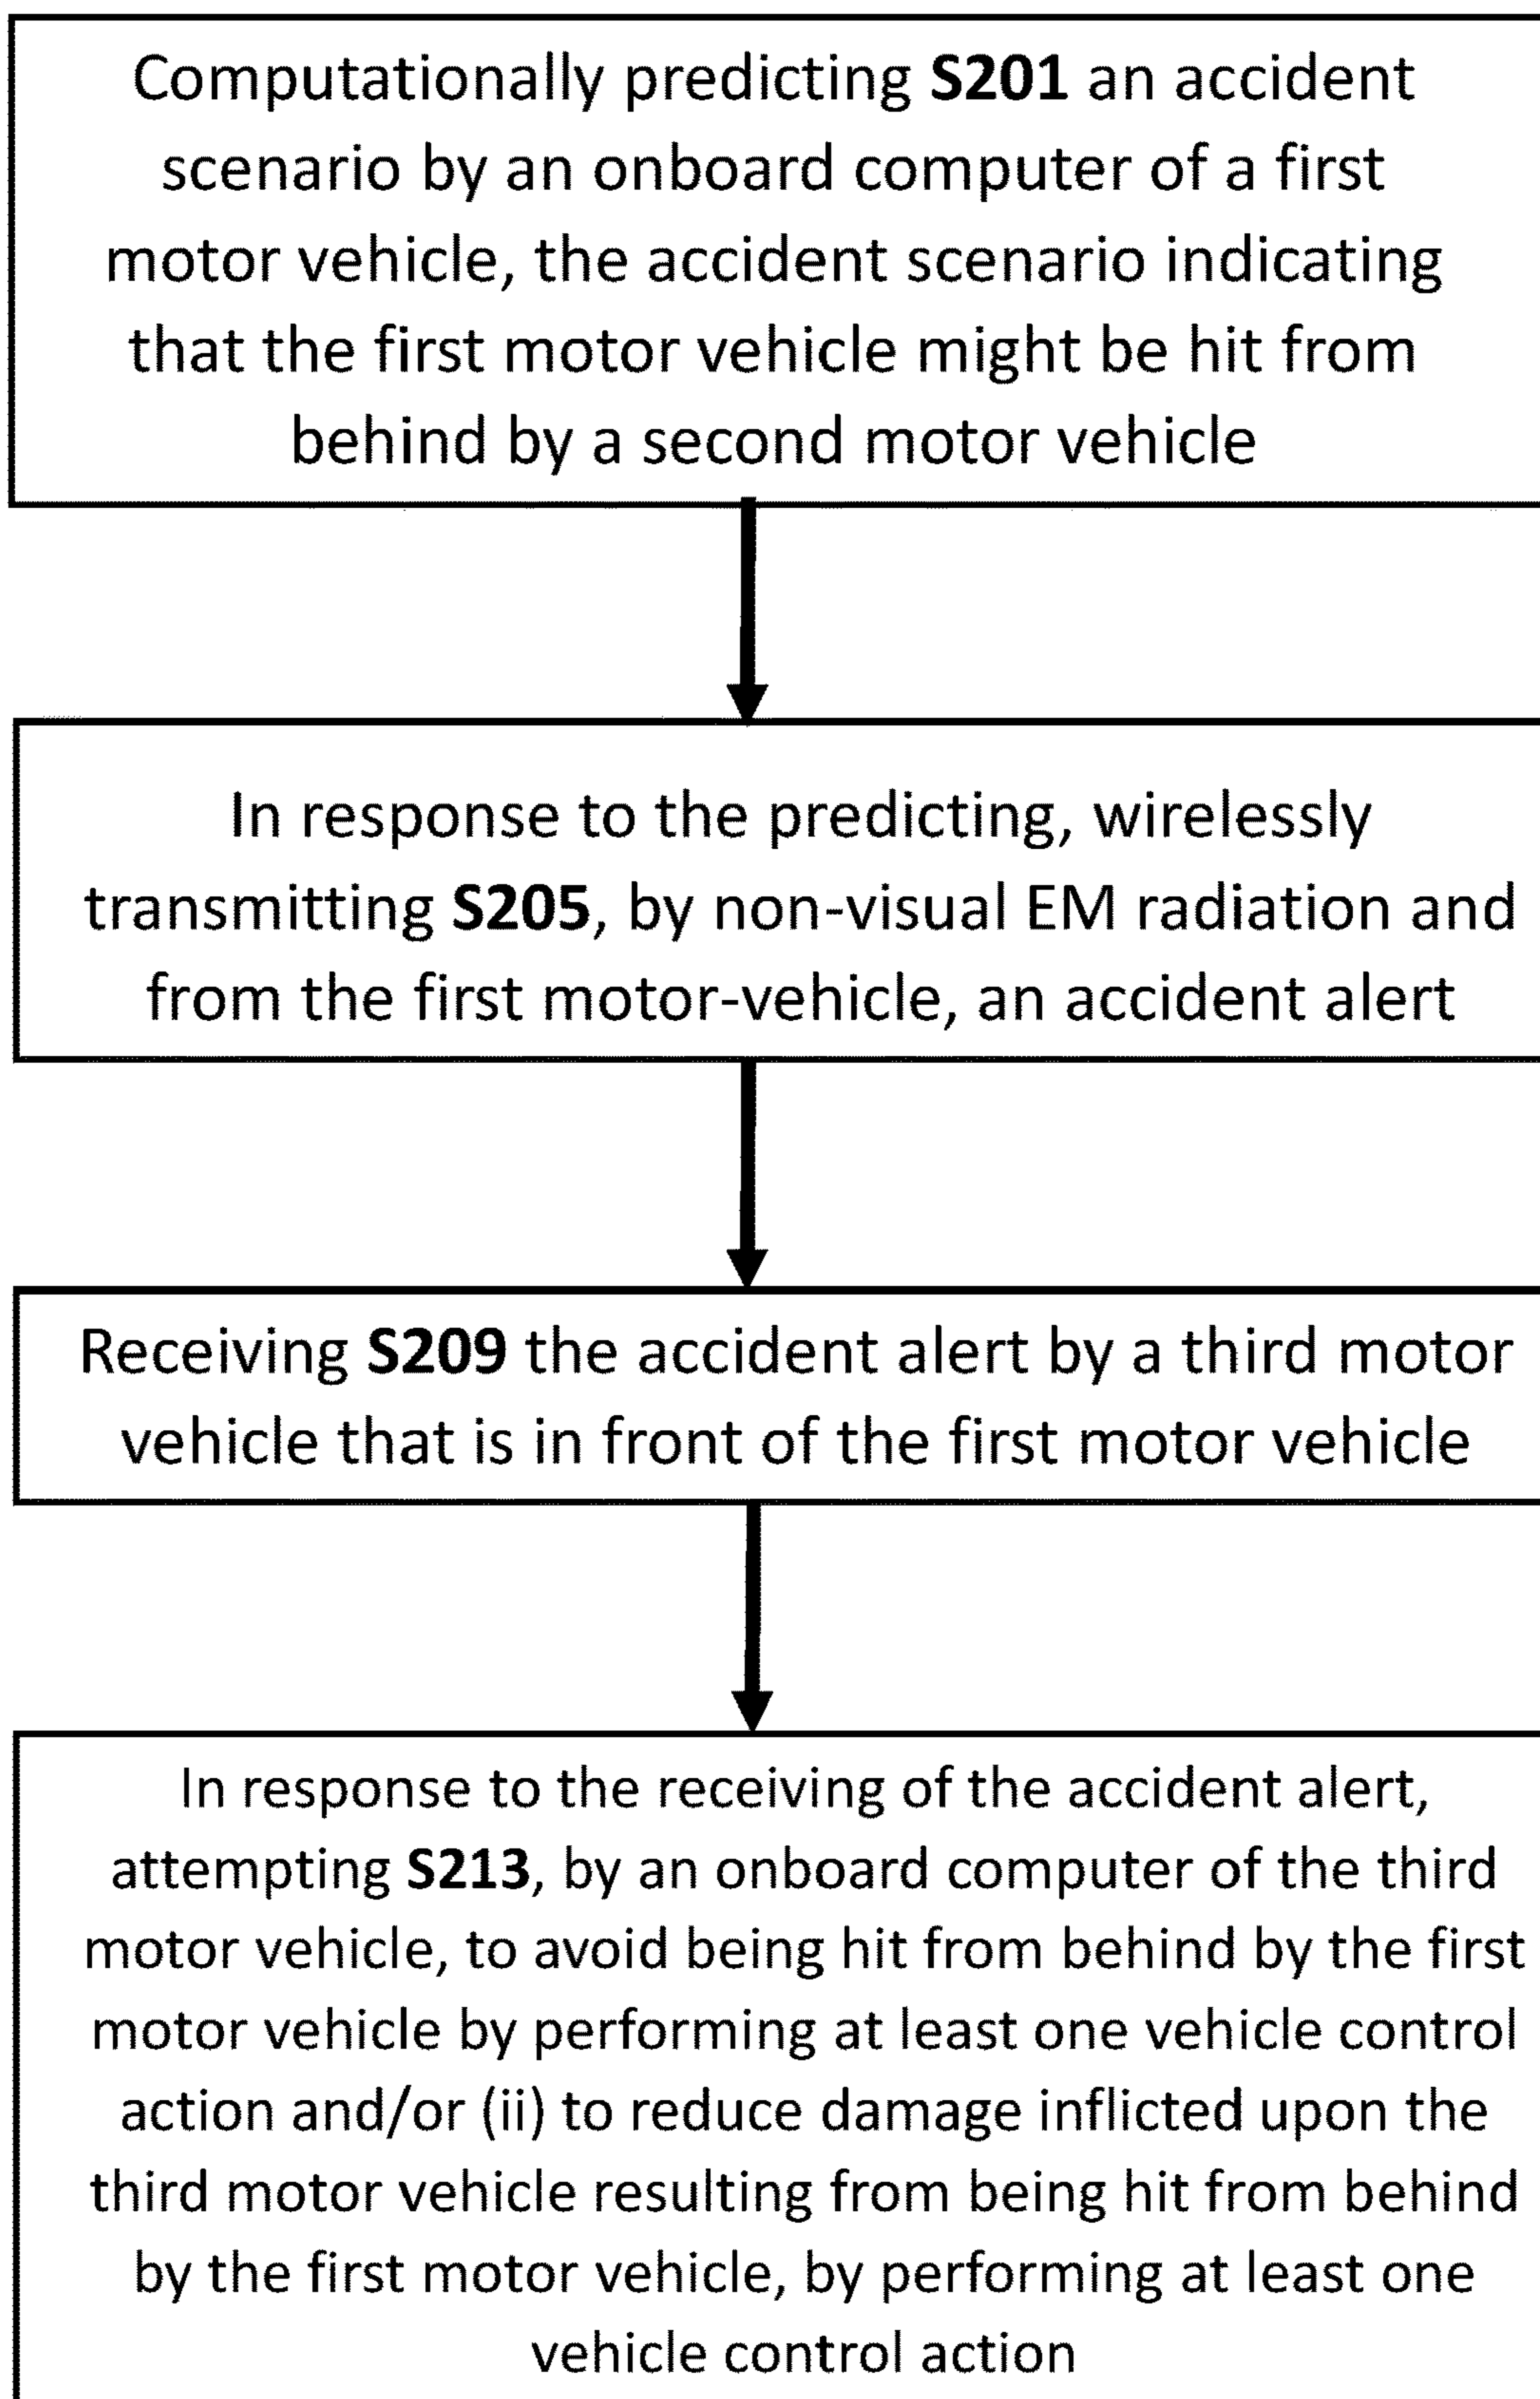 Computationally predicting S201 an accident
scenario by an onboard computer of a first
motor vehicle, the accident scenario indicating
that the first motor vehicle might be hit from
behind by a second motor vehicle
In response to the predicting, wirelessly
transmitting S205, by non-visual EM radiation and
from the first motor-vehicle, an accident alert
Receiving S209 the accident alert by a third motor
vehicle that is in front of the first motor vehicle
In response to the receiving of the accident alert,
attempting S213, by an onboard computer of the third
motor vehicle, to avoid being hit from behind by the first
motor vehicle by performing at least one vehicle control
action and/or (ii) to reduce damage inflicted upon the
third motor vehicle resulting from being hit from behind
by the first motor vehicle, by performing at least one
vehicle control action